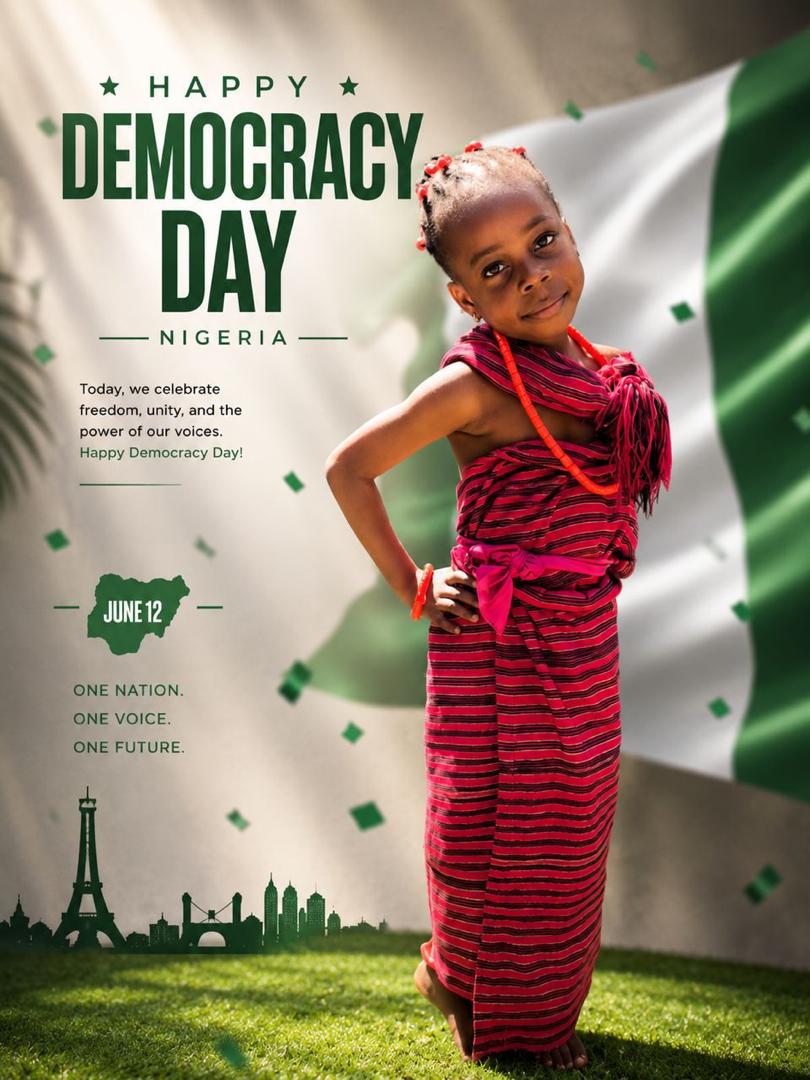 HAPPY
DEMOCRACY
DAY
NIGERIA
Today, we celebrate
freedom, unity, and the
power of our voices.
Happy Democracy Day!
JUNE 12
ONE NATION.
ONE VOICE.
ONE FUTURE.